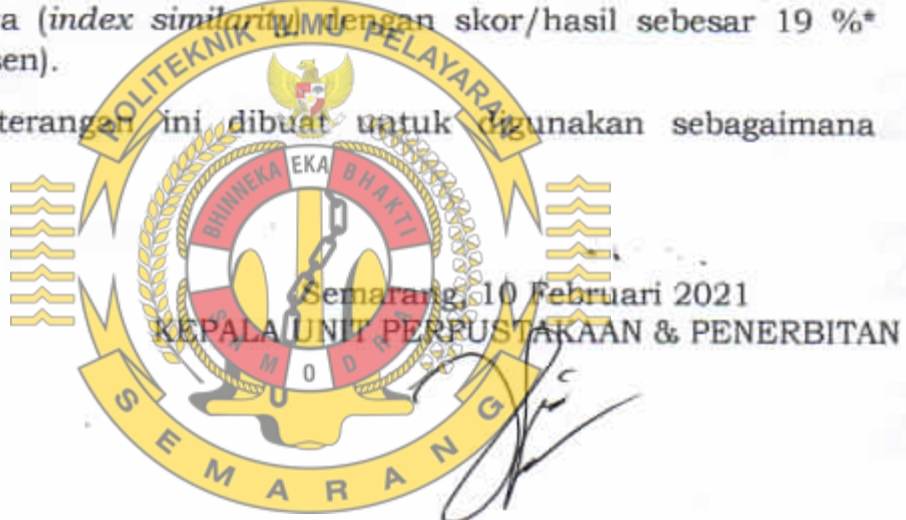 a (index similarity) dengan skor/hasil sebesar 19 %*
sen).
terangan ini dibuat untuk digunakan sebagaimana
POLITEKNIK ILMU PELAYARAN
BHINNEKA EKA BHAKTI
SAMODRA
SEMARANG
Semarang, 10 Februari 2021
KEPALA UNIT PERPUSTAKAAN & PENERBITAN